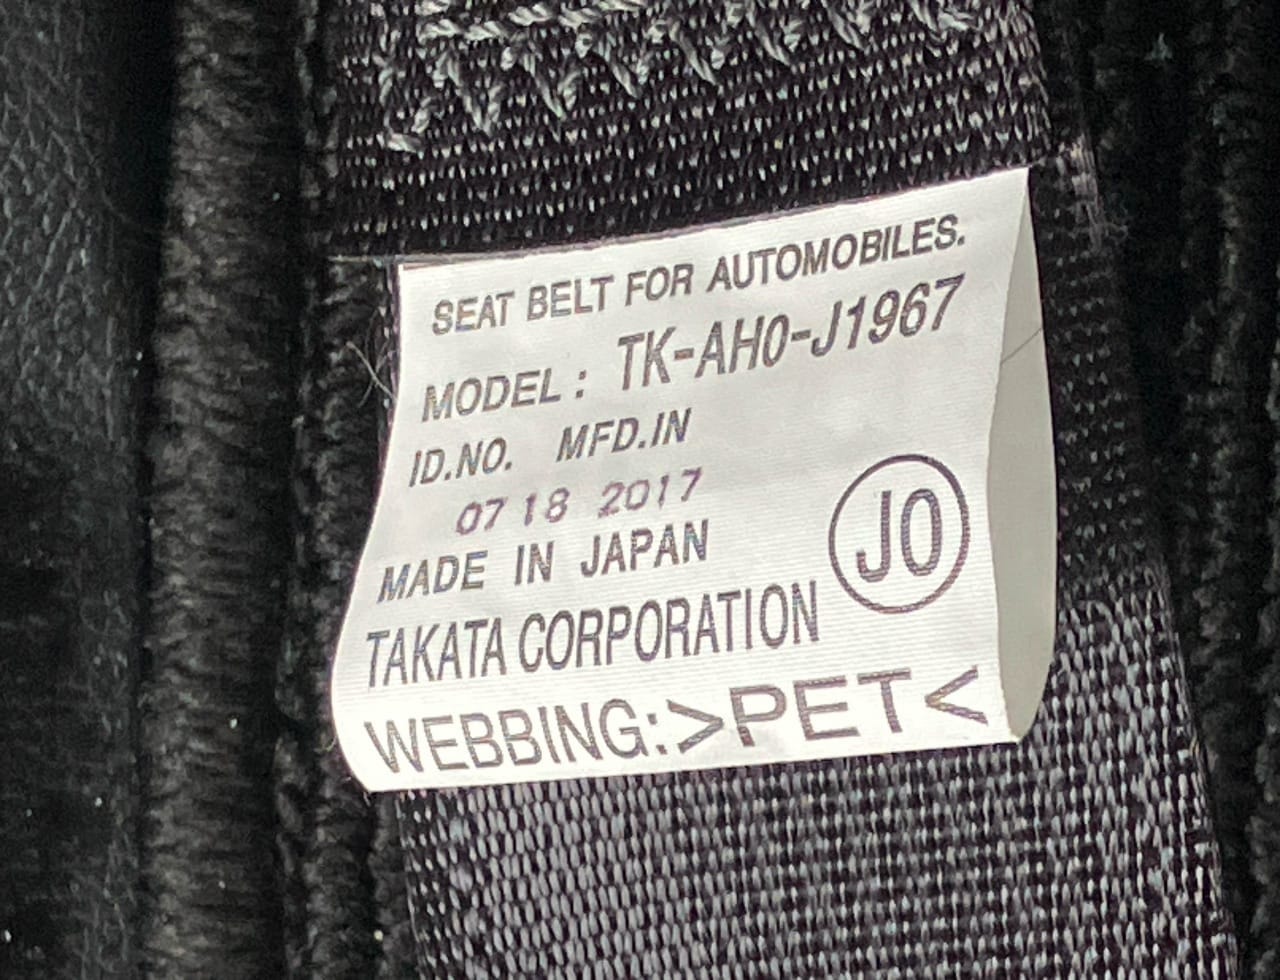 SEAT BELT FOR AUTOMOBILES.
MODEL : TK-AH0-J1967
ID.NO. MFD.IN
07 18 2017
MADE IN JAPAN
JO
TAKATA CORPORATION
WEBBING:>PET<